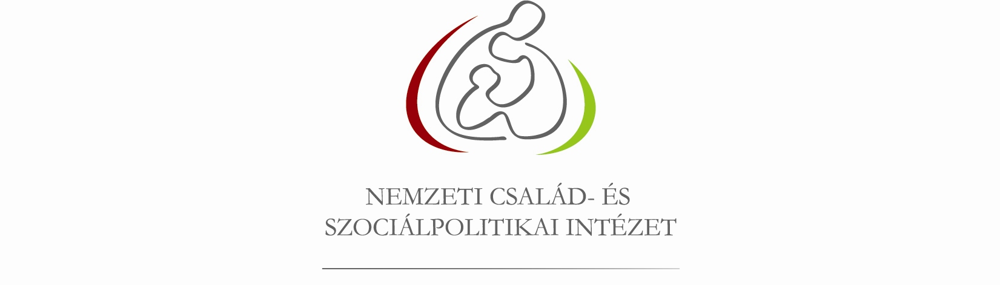 NEMZETI CSALÁD- ÉS
SZOCIÁLPOLITIKAI INTÉZET